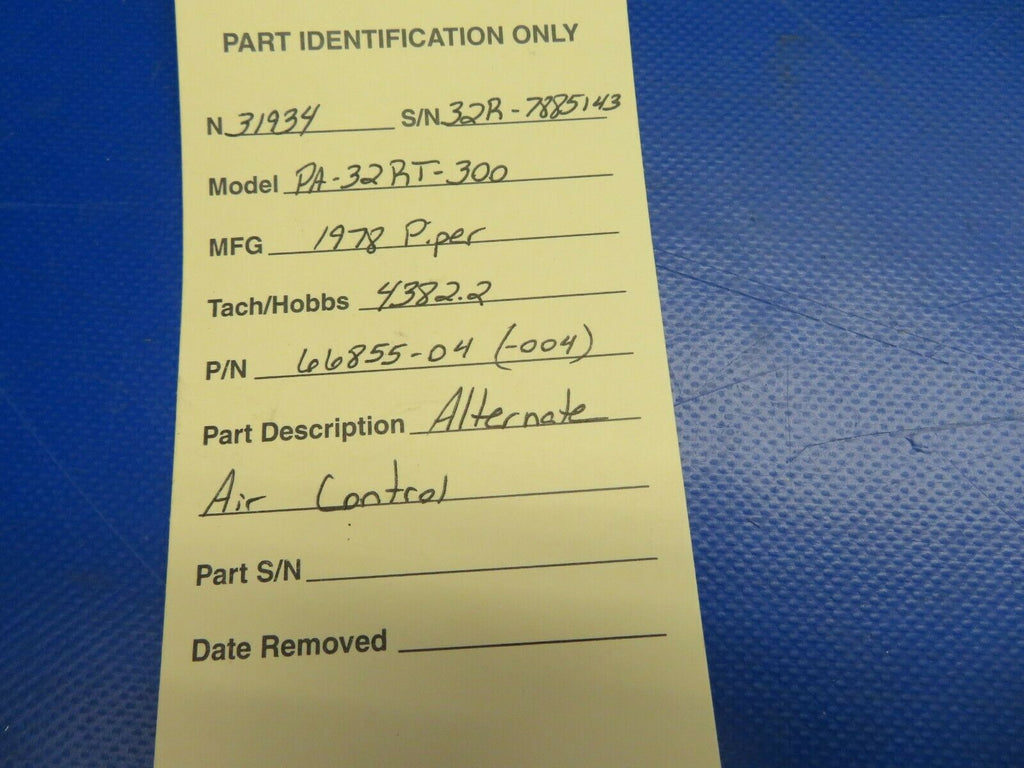 PART IDENTIFICATION ONLY
N 31934 S/N 32R-7885143
Model PA-32RT-300
MFG 1978 Piper
Tach/Hobbs 4382.2
P/N 66855-04 (-004)
Part Description Alternate
Air Control
Part S/N
Date Removed